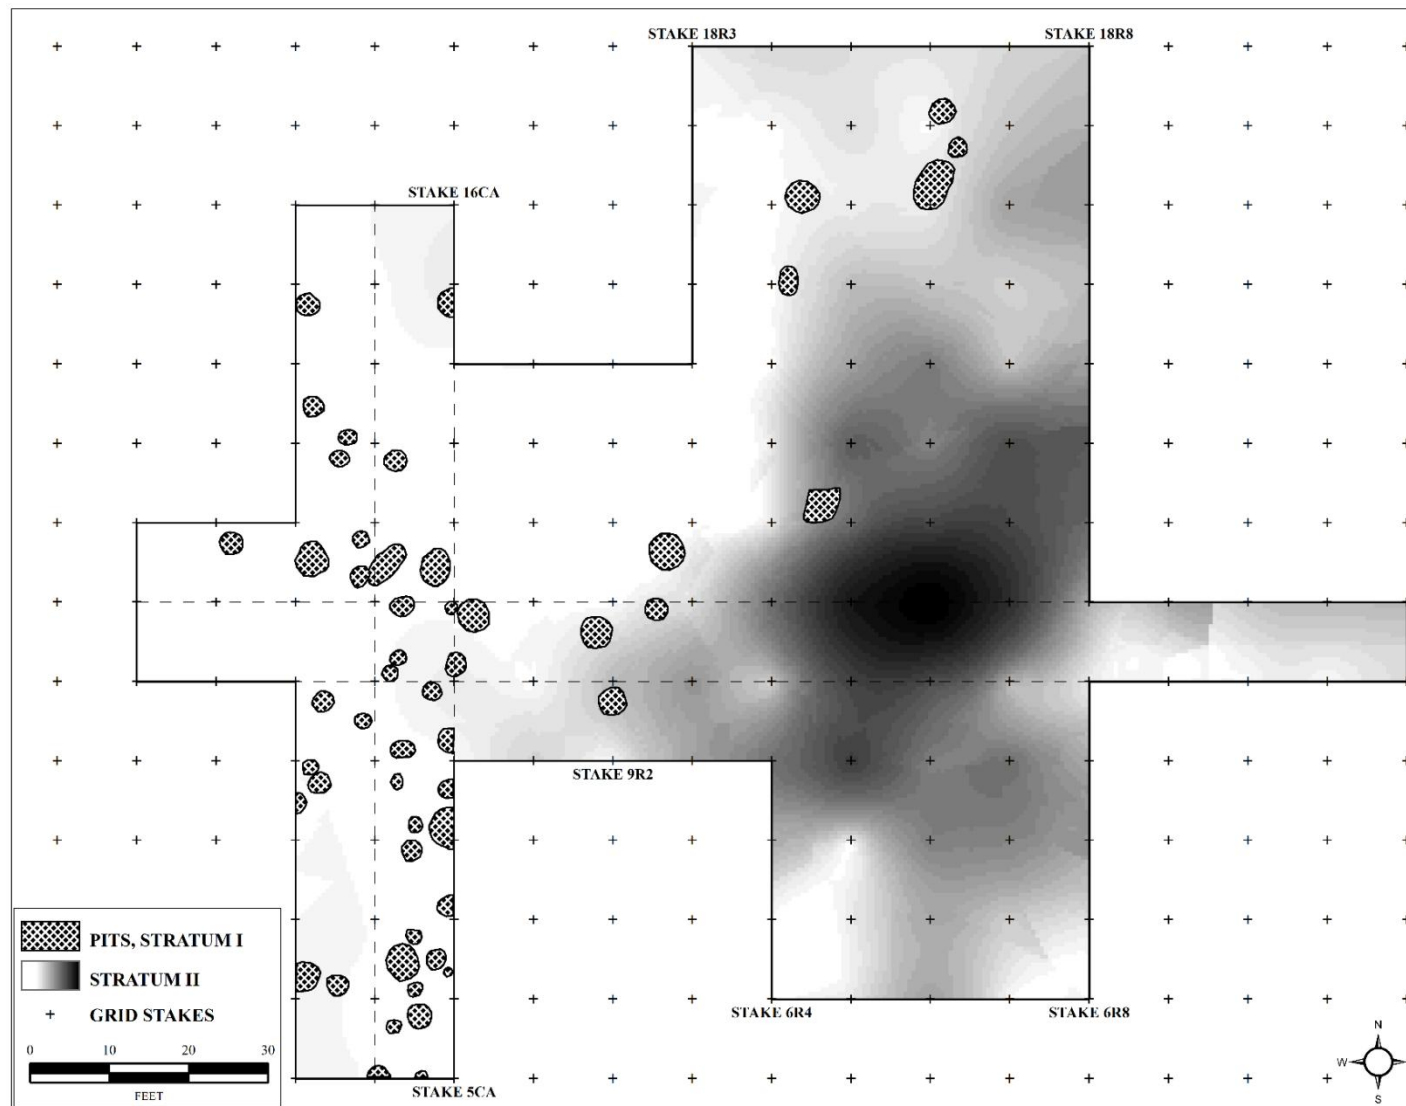 STAKE 18R3
STAKE 18R8
STAKE 16CA
STAKE 9R2
PITS, STRATUM I
STRATUM II
GRID STAKES
0 10 20 30
FEET
STAKE 6R4
STAKE 6R8
STAKE 5CA
N
W
S